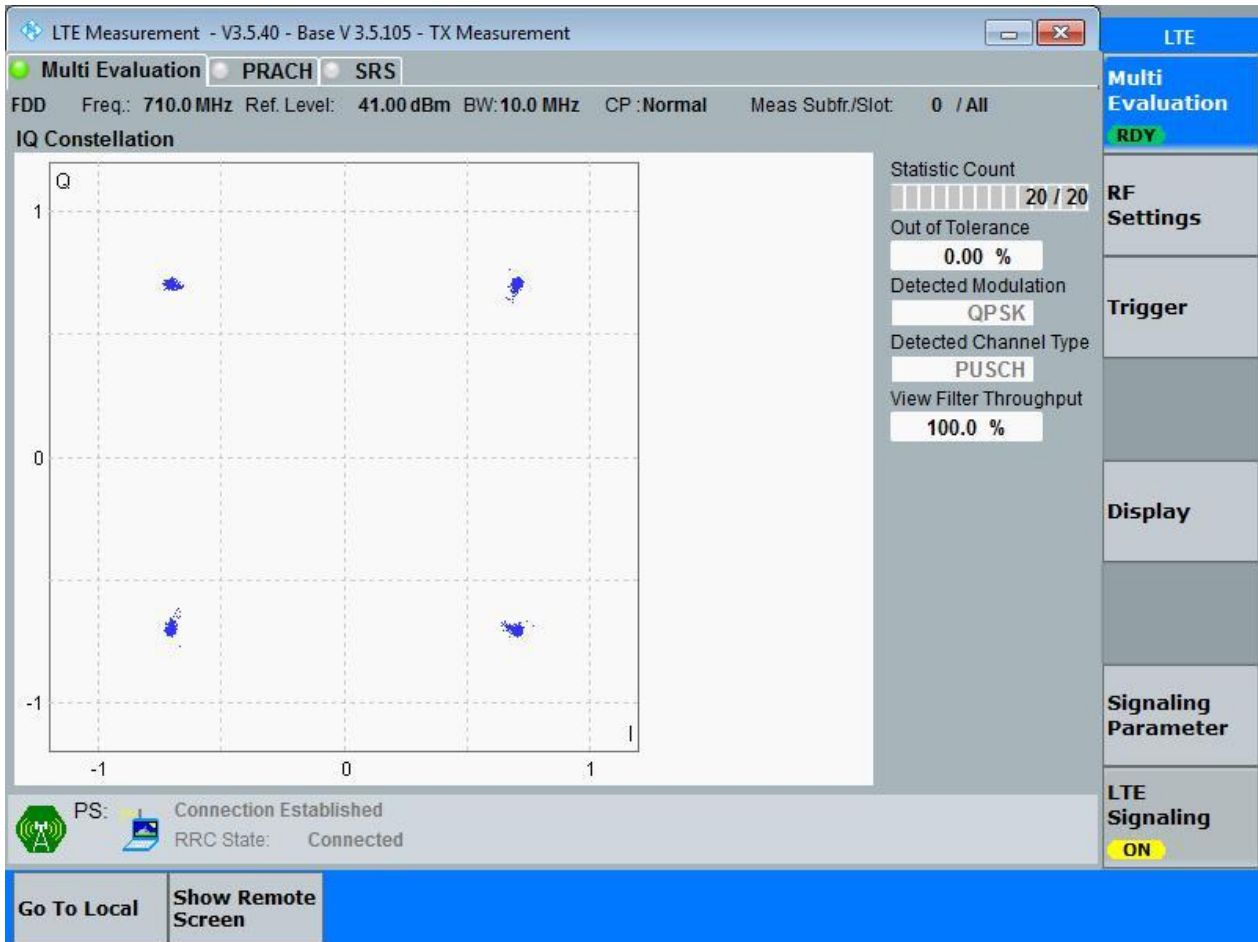 LTE Measurement - V3.5.40 - Base V 3.5.105 - TX Measurement
LTE
Multi Evaluation PRACH SRS
Multi
Evaluation
RDY
FDD Freq.: 710.0 MHz Ref. Level: 41.00 dBm BW: 10.0 MHz CP : Normal Meas Subfr./Slot: 0 / All
IQ Constellation
Q
1
0
-1
I
-1 0 1
Statistic Count
20 / 20
Out of Tolerance
0.00 %
Detected Modulation
QPSK
Detected Channel Type
PUSCH
View Filter Throughput
100.0 %
RF
Settings
Trigger
Display
Signaling
Parameter
LTE
Signaling
ON
PS: Connection Established
RRC State: Connected
Go To Local
Show Remote
Screen